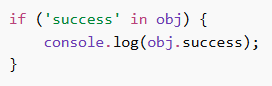 if ('success' in obj) {
    console.log(obj.success);
}